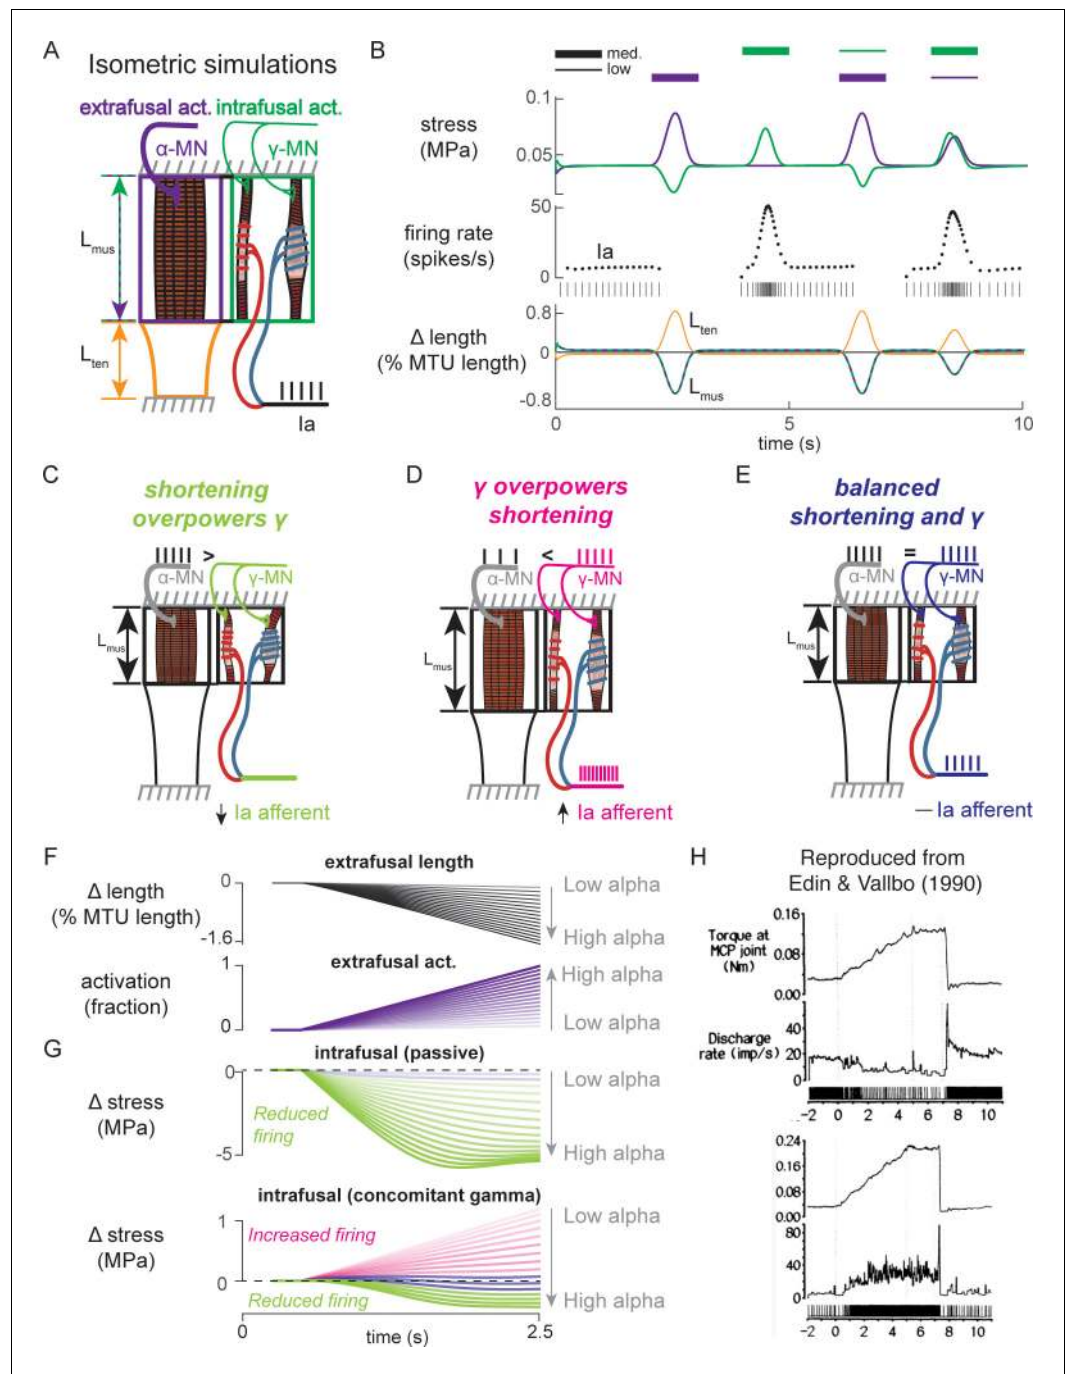 A
Isometric simulations
extrafusal act. intrafusal act.
α-MN
γ-MN
L mus
L ten
Ia
B
med.
low
stress
(MPa)
0.1
0.05
firing rate
(spikes/s)
50
0
Ia
Δ length
(% MTU length)
0.8
0
-0.8
L ten
L mus
0
5
10
time (s)
C
shortening
overpowers γ
>
α-MN
γ-MN
L mus
↓ Ia afferent
D
γ overpowers
shortening
<
α-MN
γ-MN
L mus
↑ Ia afferent
E
balanced
shortening and γ
=
α-MN
γ-MN
L mus
— Ia afferent
F
extrafusal length
Δ length
(% MTU length)
0
-1.6
Low alpha
High alpha
extrafusal act.
activation
(fraction)
1
0
High alpha
Low alpha
G
intrafusal (passive)
Δ stress
(MPa)
0
-5
Reduced
firing
Low alpha
High alpha
intrafusal (concomitant gamma)
Δ stress
(MPa)
1
0
Increased firing
Reduced firing
Low alpha
High alpha
0
2.5
time (s)
H
Reproduced from
Edin & Vallbo (1990)
Torque at
MCP joint
(Nm)
0.16
0.08
0.00
Discharge
rate (imp/s)
40
20
0
-2 0 2 4 6 8 10
0.24
0.16
0.08
0.00
80
40
0
-2 0 2 4 6 8 10